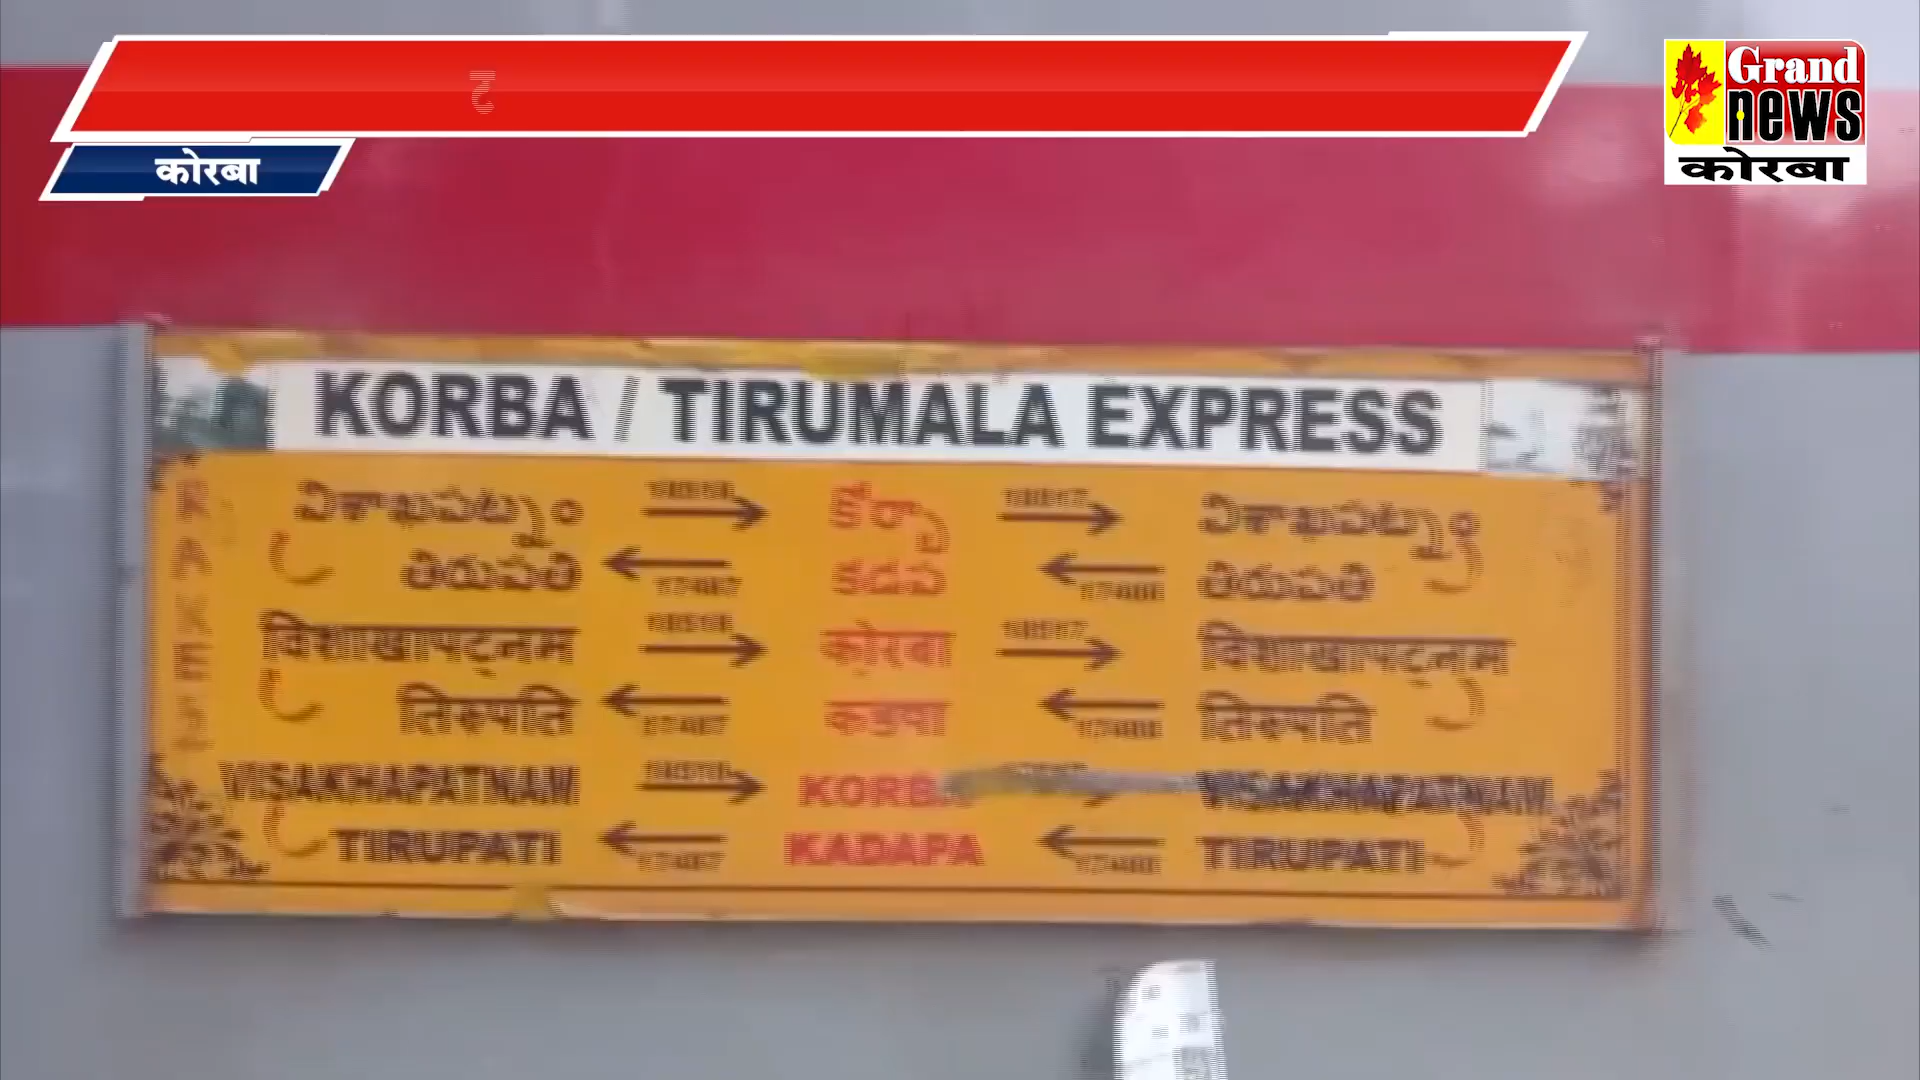 Grand
news
कोरबा
कोरबा
KORBA / TIRUMALA EXPRESS
విశాఖపట్నం → కోర్బా → విశాఖపట్నం
తిరుపతి ← కడప ← తిరుపతి
विशाखापट्नम → कोरबा → विशाखापट्नम
तिरुपति ← कडपा ← तिरुपति
VISAKHAPATNAM → KORBA → VISAKHAPATNAM
TIRUPATI ← KADAPA ← TIRUPATI